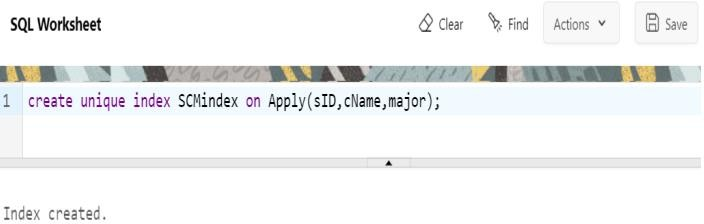 SQL Worksheet Clear Find Actions Save
1 create unique index SCMindex on Apply(sID,cName,major);
Index created.